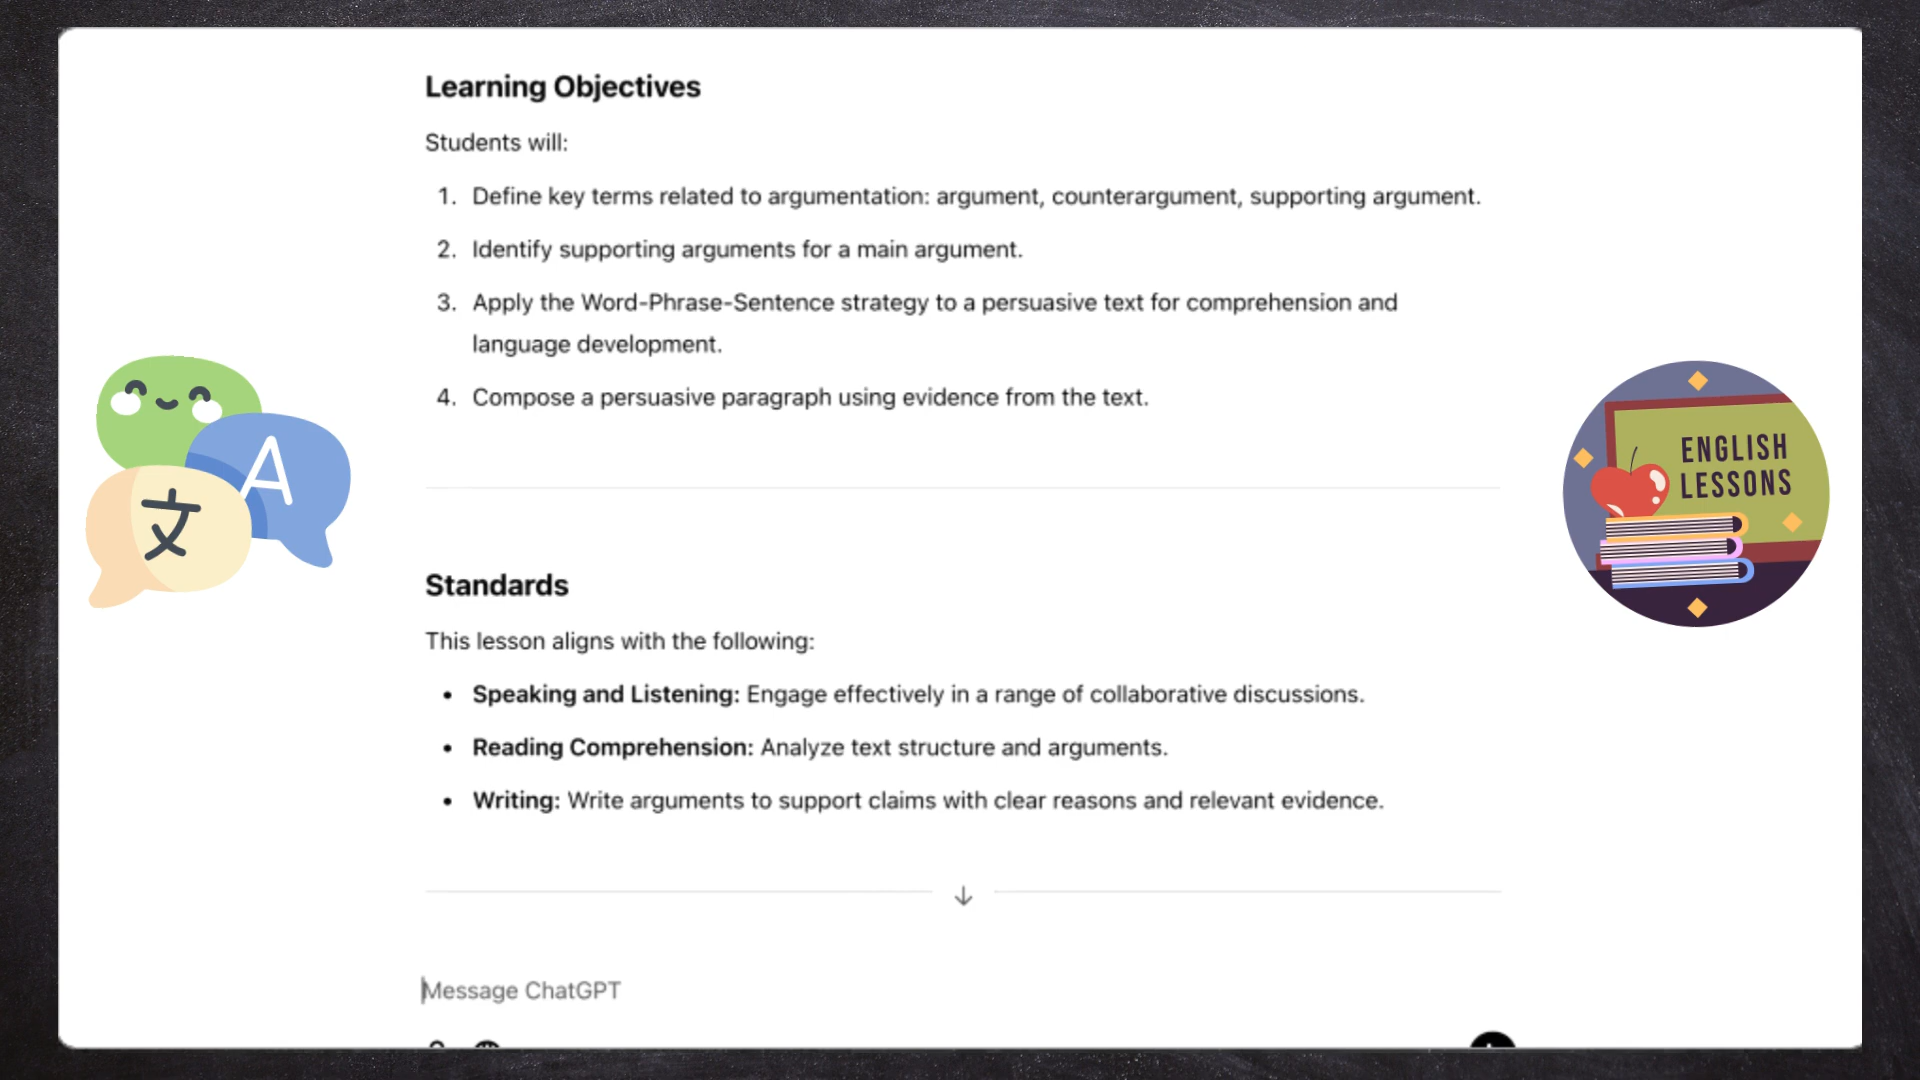 Learning Objectives
Students will:
1. Define key terms related to argumentation: argument, counterargument, supporting argument.
2. Identify supporting arguments for a main argument.
3. Apply the Word-Phrase-Sentence strategy to a persuasive text for comprehension and
language development.
4. Compose a persuasive paragraph using evidence from the text.
文
A
ENGLISH
LESSONS
Standards
This lesson aligns with the following:
• Speaking and Listening: Engage effectively in a range of collaborative discussions.
• Reading Comprehension: Analyze text structure and arguments.
• Writing: Write arguments to support claims with clear reasons and relevant evidence.
Message ChatGPT